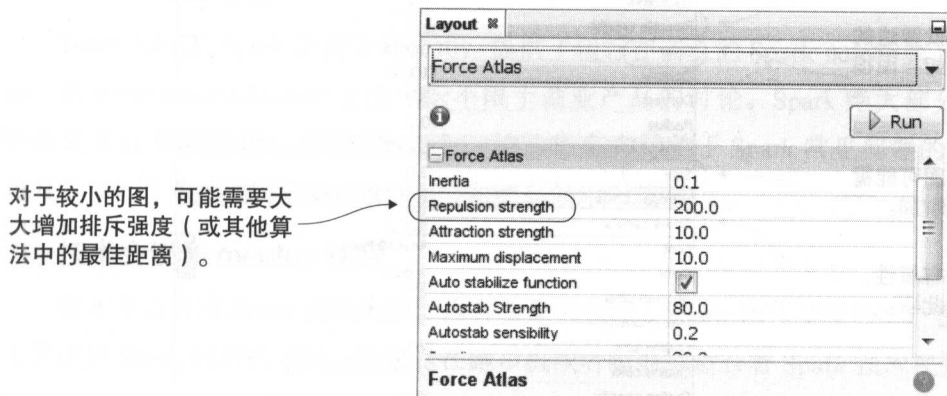 Layout
Force Atlas
Run
Force Atlas
Inertia 0.1
Repulsion strength 200.0
Attraction strength 10.0
Maximum displacement 10.0
Auto stabilize function
Autostab Strength 80.0
Autostab sensibility 0.2
Force Atlas
对于较小的图，可能需要大
大增加排斥强度（或其他算
法中的最佳距离）。